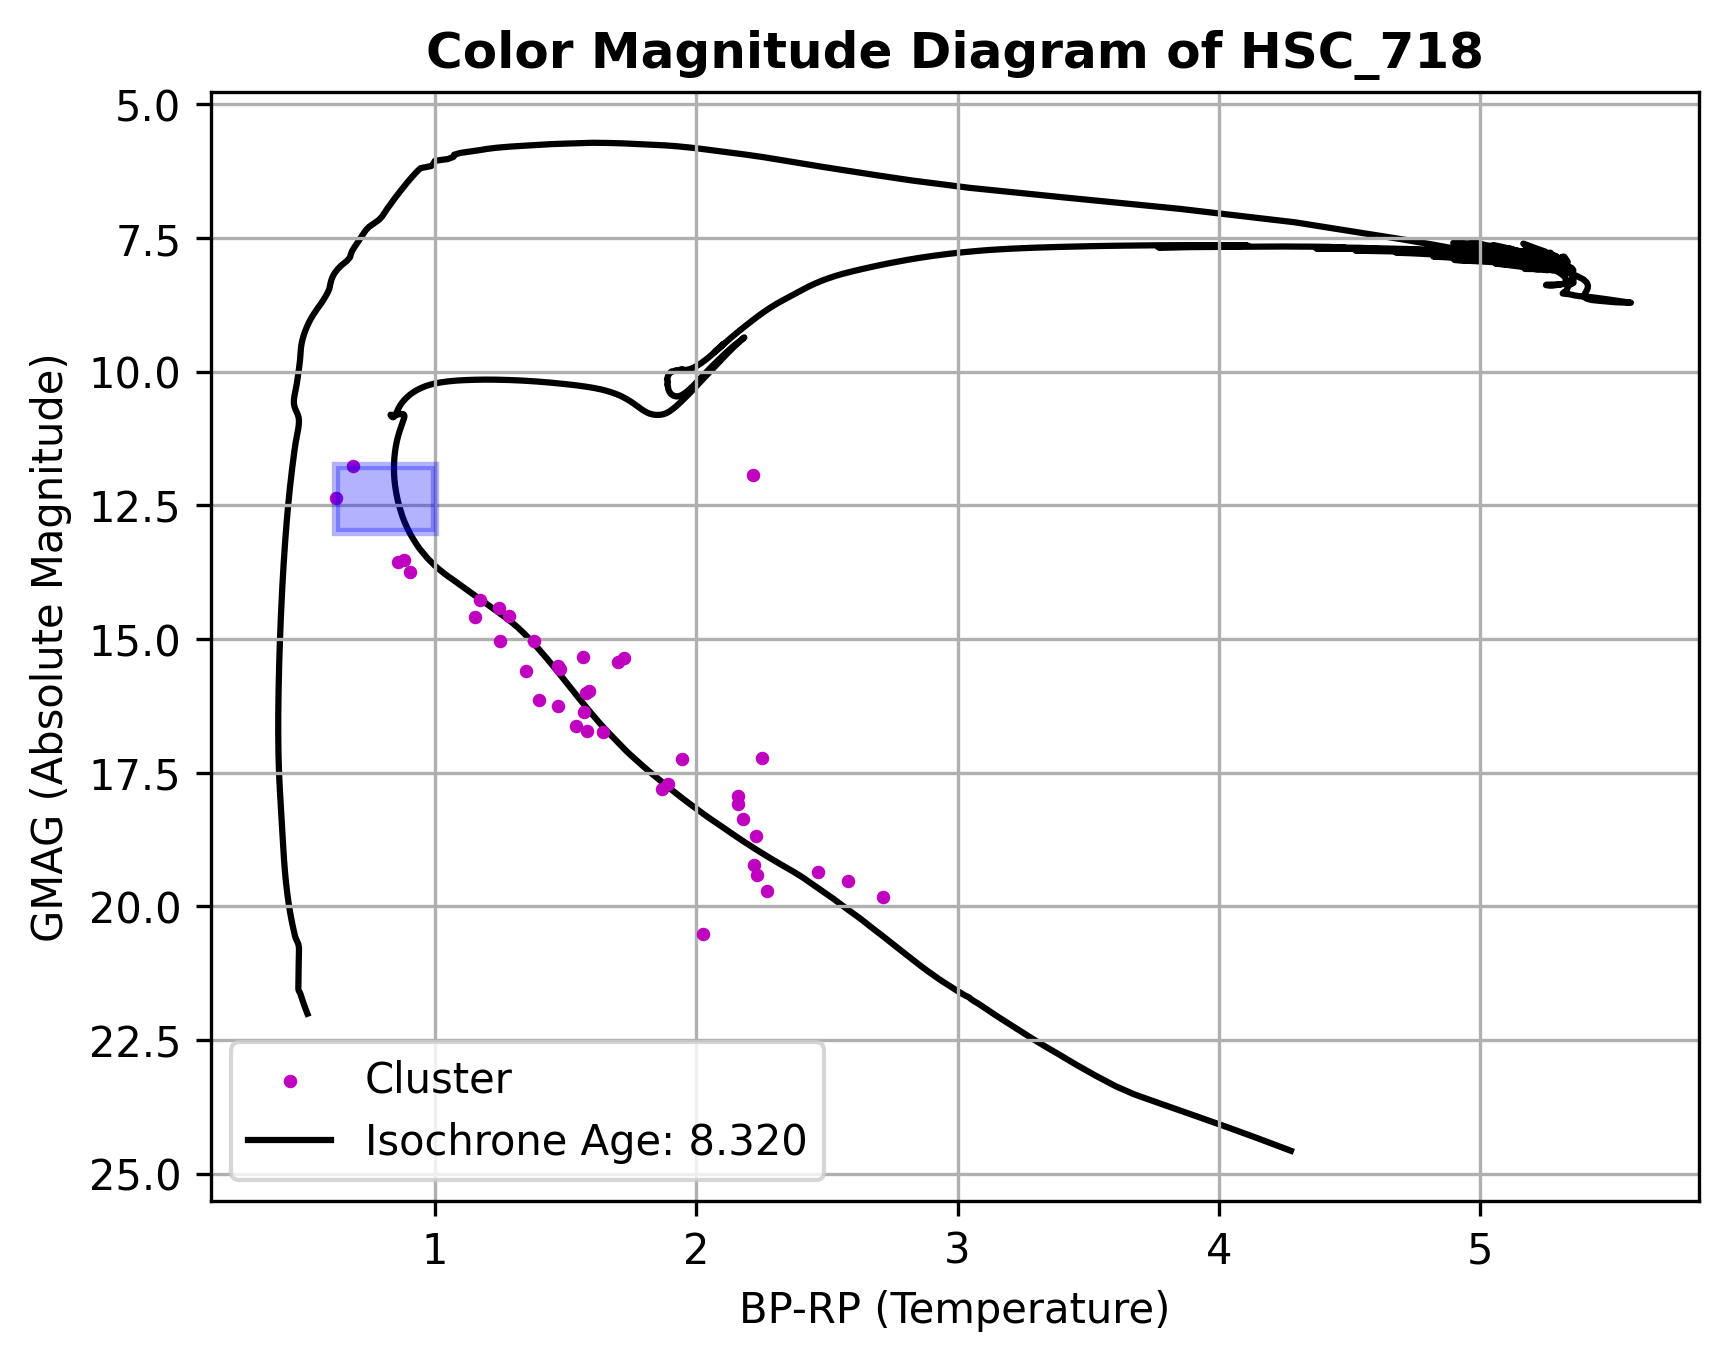 Color Magnitude Diagram of HSC_718
GMAG (Absolute Magnitude)
5.0
7.5
10.0
12.5
15.0
17.5
20.0
22.5
25.0
Cluster
Isochrone Age: 8.320
1 2 3 4 5
BP-RP (Temperature)